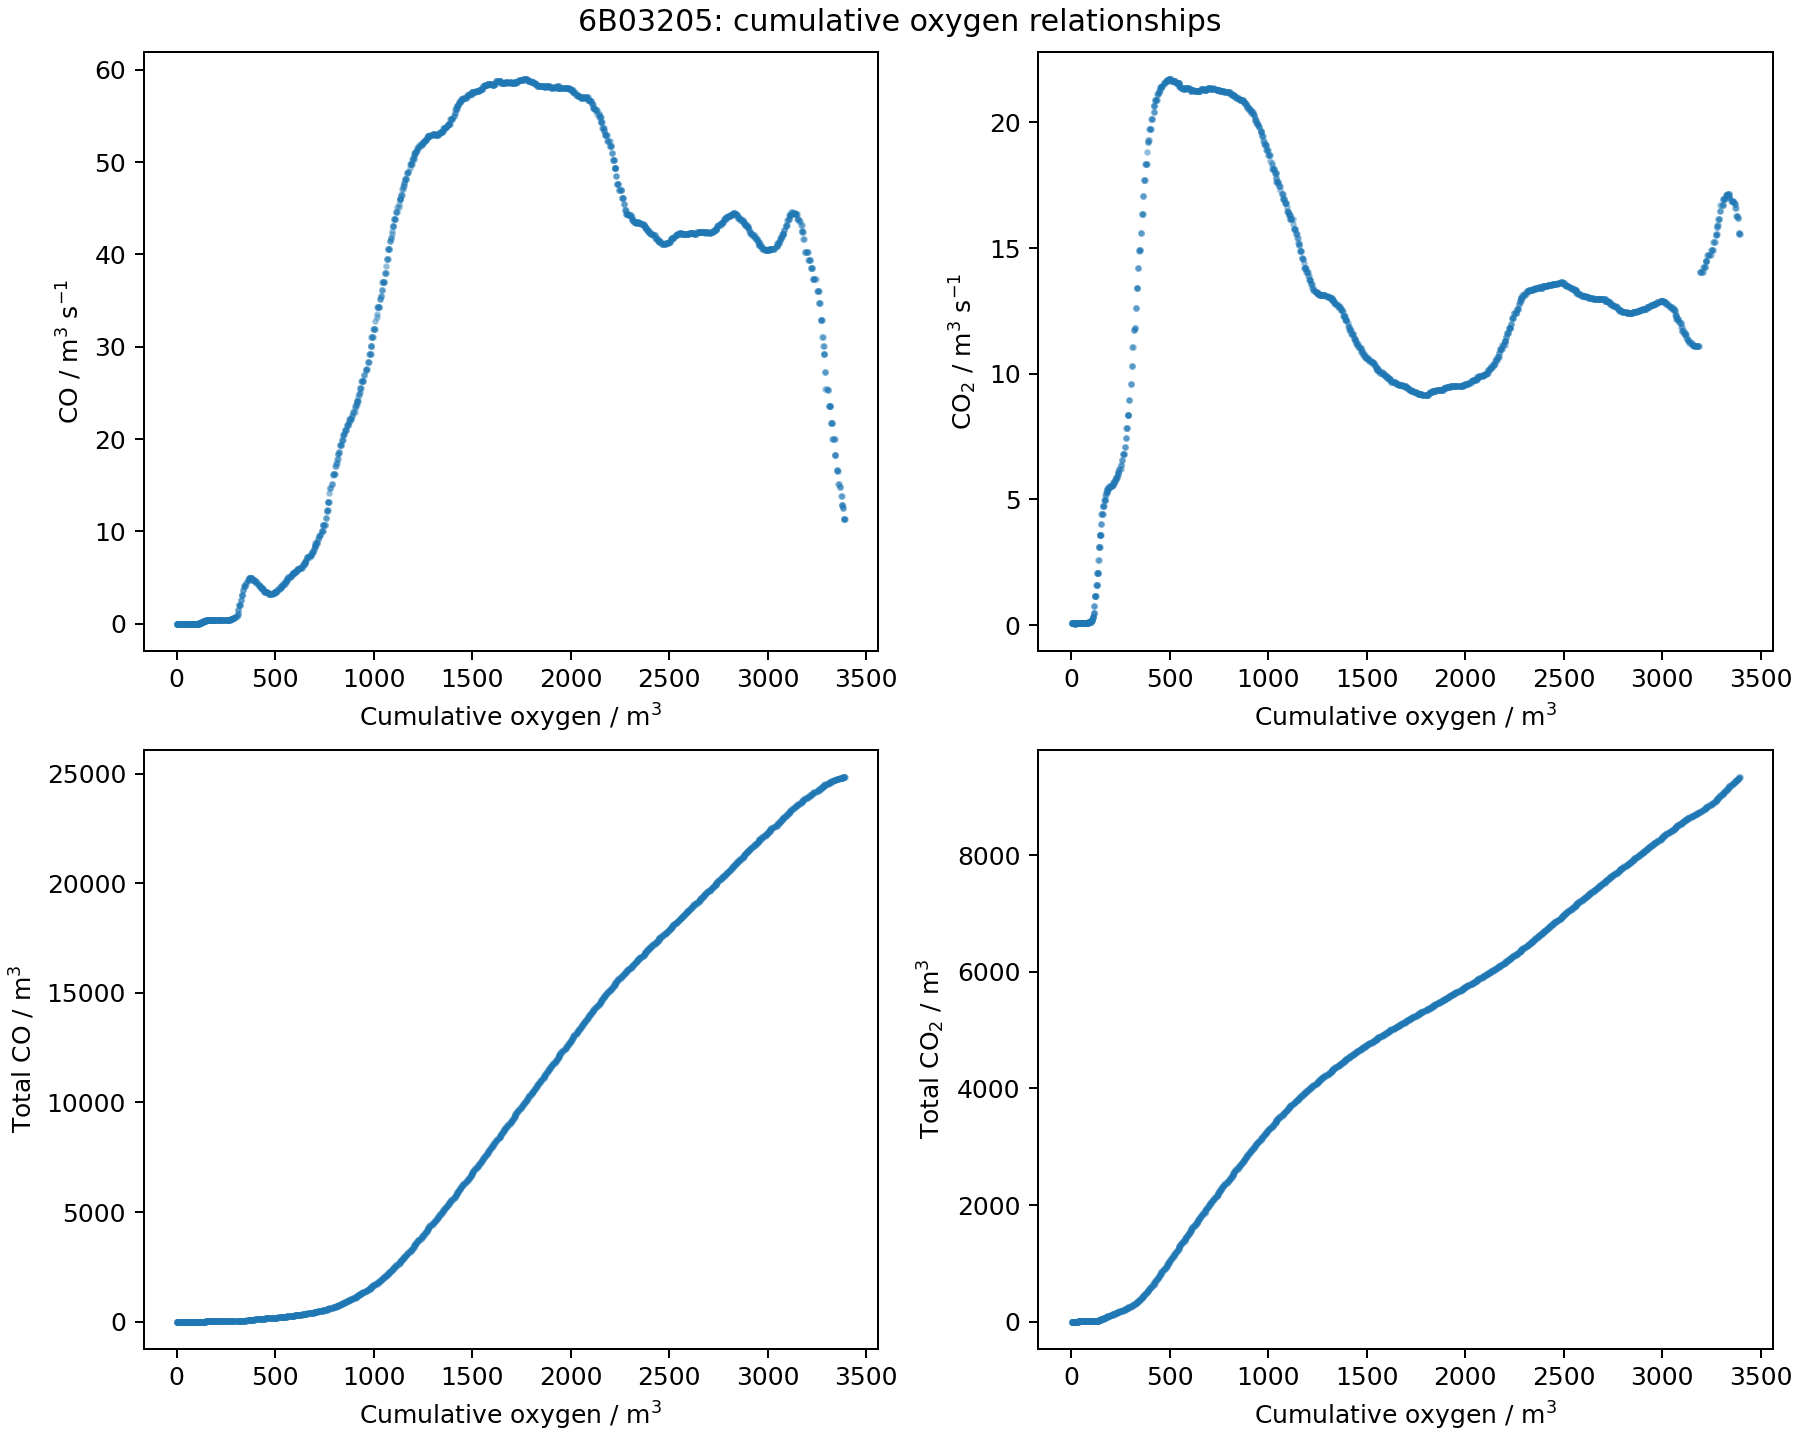 6B03205: cumulative oxygen relationships
60
50
40
30
20
10
0
CO / m³ s⁻¹
0 500 1000 1500 2000 2500 3000 3500
Cumulative oxygen / m³
20
15
10
5
0
CO₂ / m³ s⁻¹
0 500 1000 1500 2000 2500 3000 3500
Cumulative oxygen / m³
25000
20000
15000
10000
5000
0
Total CO / m³
0 500 1000 1500 2000 2500 3000 3500
Cumulative oxygen / m³
8000
6000
4000
2000
0
Total CO₂ / m³
0 500 1000 1500 2000 2500 3000 3500
Cumulative oxygen / m³